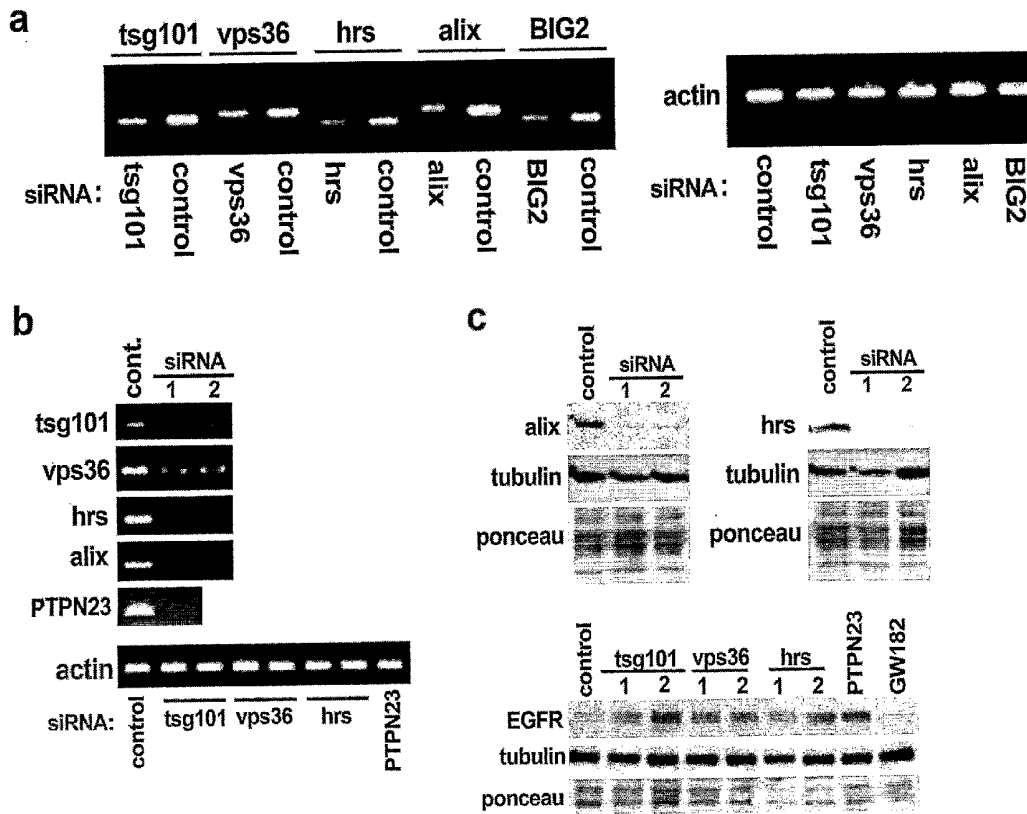 a
tsg101 vps36 hrs alix BIG2
siRNA: tsg101 control vps36 control hrs control alix control BIG2 control
actin
siRNA: control tsg101 vps36 hrs alix BIG2
b
cont. siRNA
1 2
tsg101
vps36
hrs
alix
PTPN23
actin
siRNA: control tsg101 vps36 hrs PTPN23
c
control siRNA
1 2
alix
tubulin
ponceau
control siRNA
1 2
hrs
tubulin
ponceau
control tsg101 vps36 hrs PTPN23 GW182
1 2 1 2 1 2
EGFR
tubulin
ponceau